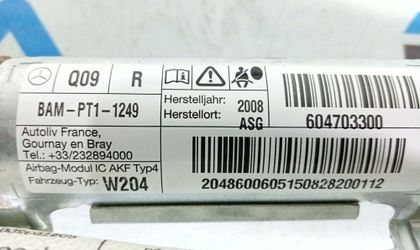 Q09 R
BAM-PT1-1249
Autoliv France,
Gournay en Bray
Tel.: +33/232894000
Airbag-Modul IC AKF Typ4
Fahrzeug-Typ: W204
Herstelljahr: 2008
Herstellort: ASG
604703300
2048600605150828200112